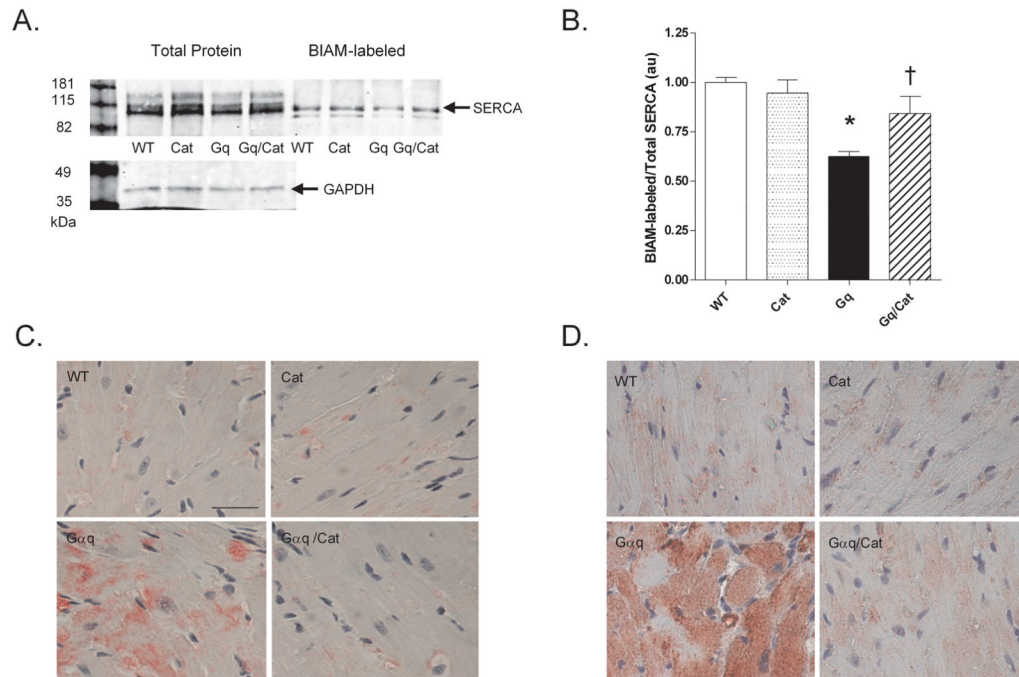 A.
Total Protein BIAM-labeled
181
115
82
SERCA
WT Cat Gq Gq/Cat WT Cat Gq Gq/Cat
49
35
kDa
GAPDH
B.
BIAM-labeled/Total SERCA (au)
1.25
1.00
0.75
0.50
0.25
0.00
*
†
WT
Cat
Gq
Gq/Cat
C.
WT
Cat
Gαq
Gαq /Cat
D.
WT
Cat
Gαq
Gαq/Cat